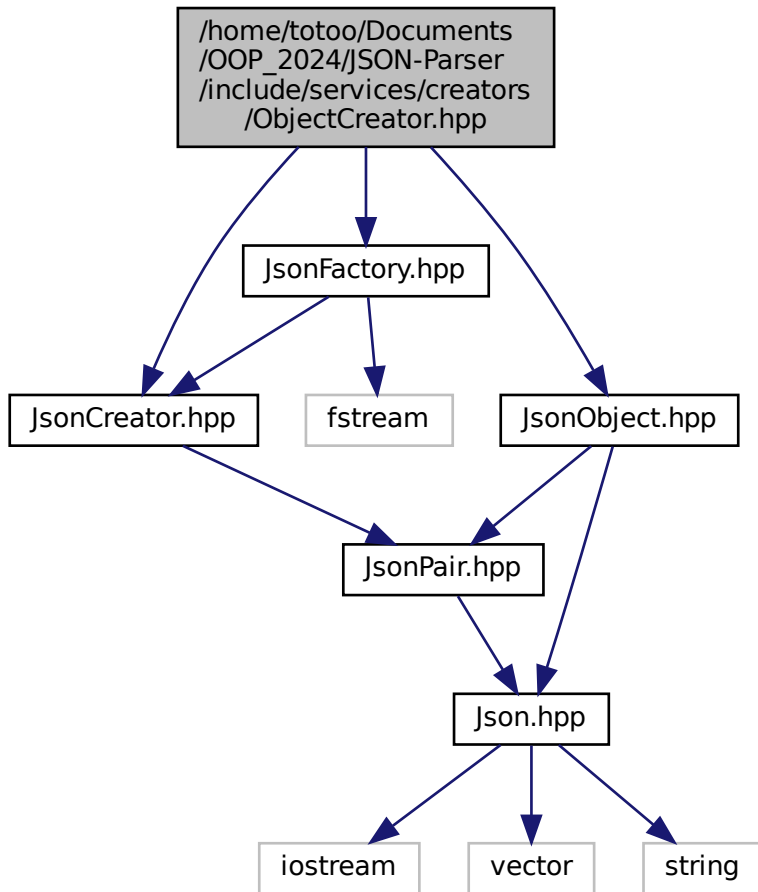 /home/totoo/Documents
/OOP_2024/JSON-Parser
/include/services/creators
/ObjectCreator.hpp
JsonFactory.hpp
JsonCreator.hpp
fstream
JsonObject.hpp
JsonPair.hpp
Json.hpp
iostream
vector
string